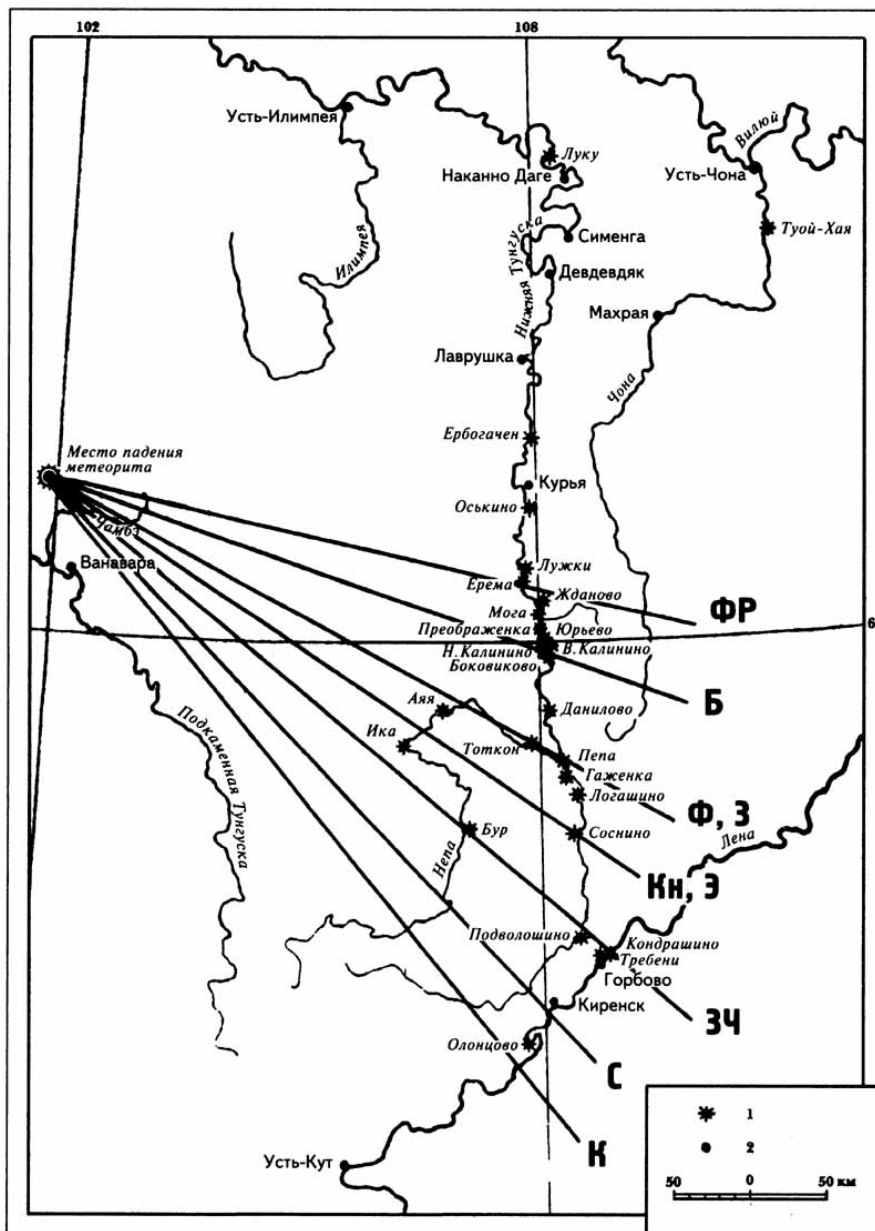 102
108
Усть-Илимпея
Вилюй
Луку
Наканно Даге
Усть-Чона
Туой-Хая
Илимпея
Нижняя Тунгуска
Сименга
Девдевдяк
Махрая
Лаврушка
Чона
Ербогачен
Место падения
метеорита
Курья
Оськино
Чамбэ
Ванавара
Лужки
Ерема
Жданово
ФР
Мога
Преображенка
Юрьево
6
Н.Калинино
В.Калинино
Боковиково
Б
Подкаменная Тунгуска
Аяя
Данилово
Ика
Тоткон
Пепа
Гаженка
Логашино
Ф, З
Бур
Соснино
Лена
Непа
Кн, Э
Подволошино
Кондрашино
Требени
Горбово
Киренск
ЗЧ
Олонцово
С
К
Усть-Кут
1
2
50 0 50 км